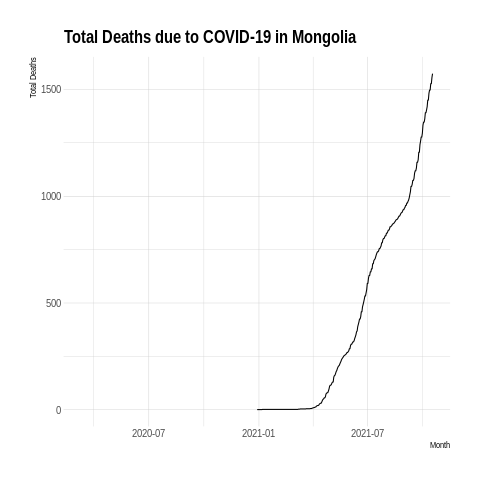 Total Deaths due to COVID-19 in Mongolia
Total Deaths
1500
1000
500
0
2020-07
2021-01
2021-07
Month